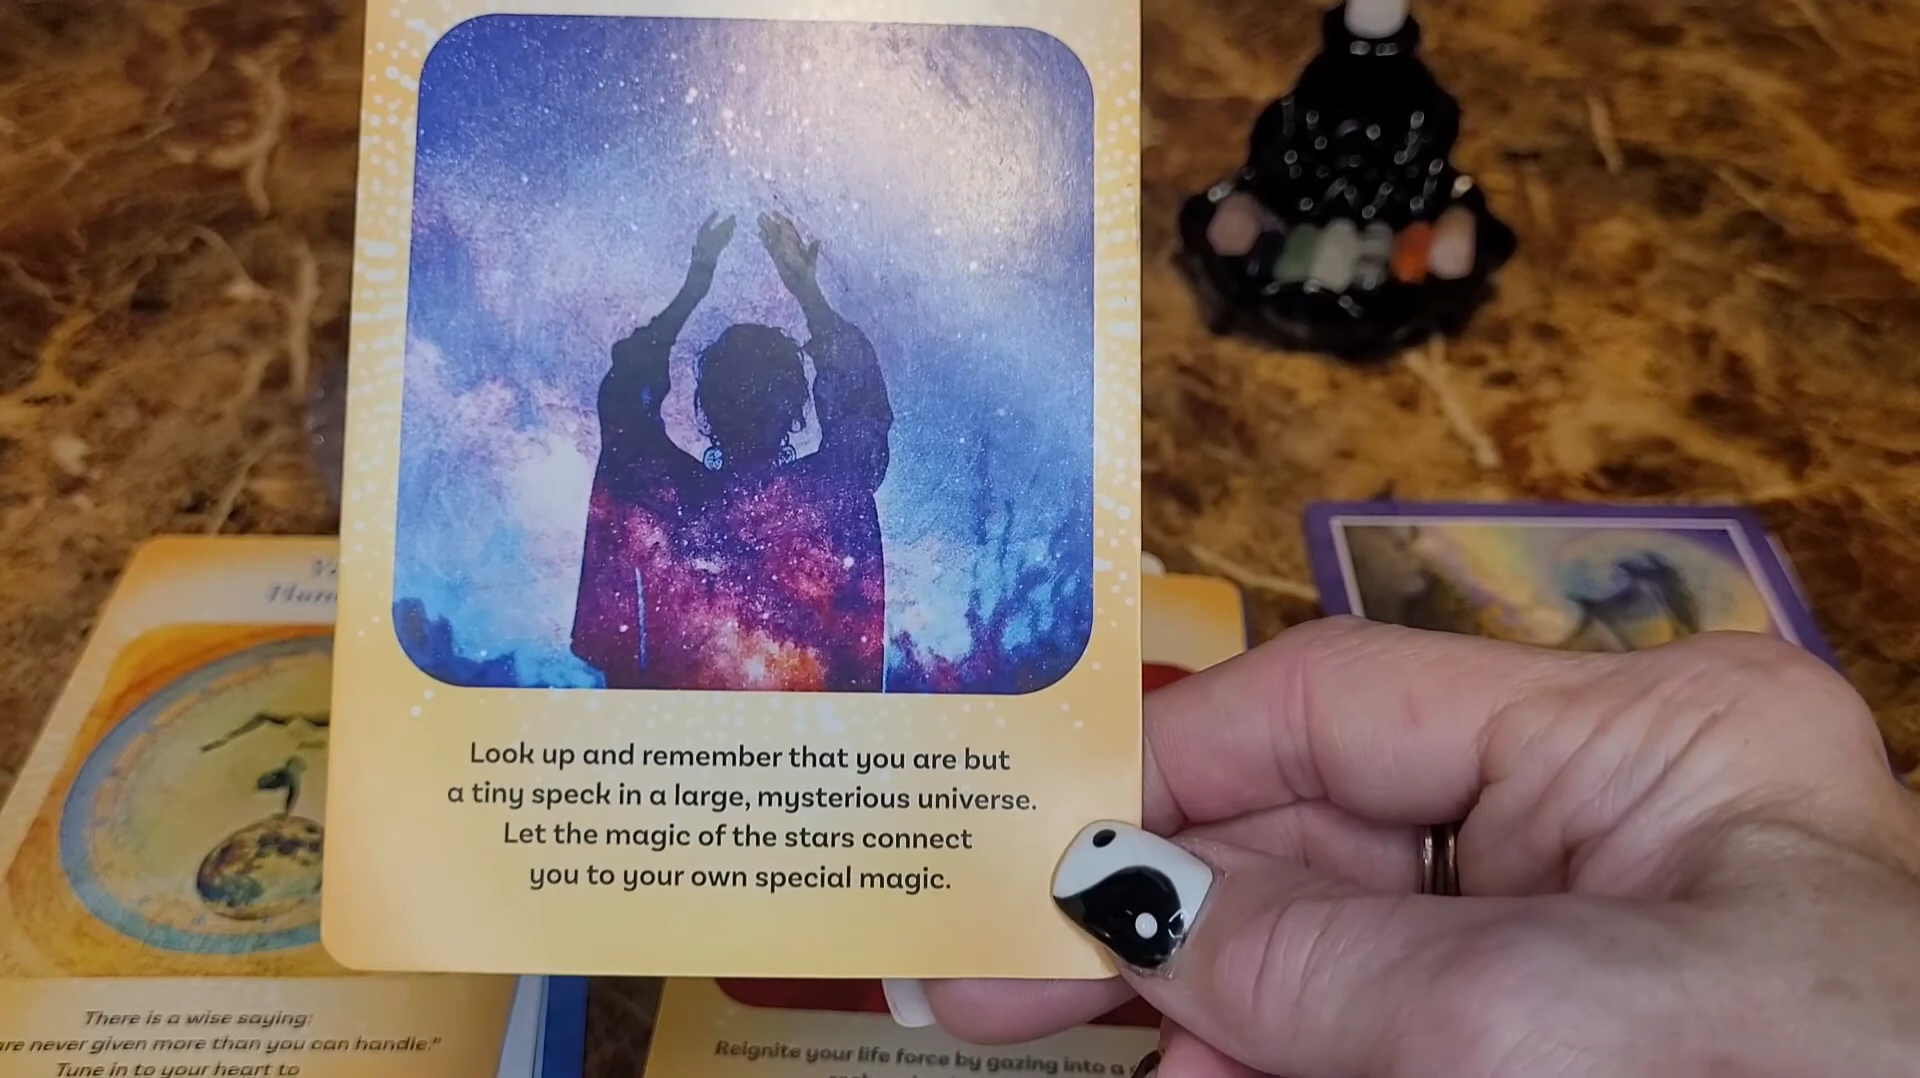 Look up and remember that you are but
a tiny speck in a large, mysterious universe.
Let the magic of the stars connect
you to your own special magic.
There is a wise saying:
are never given more than you can handle."
Tune in to your heart to
Reignite your life force by gazing into a